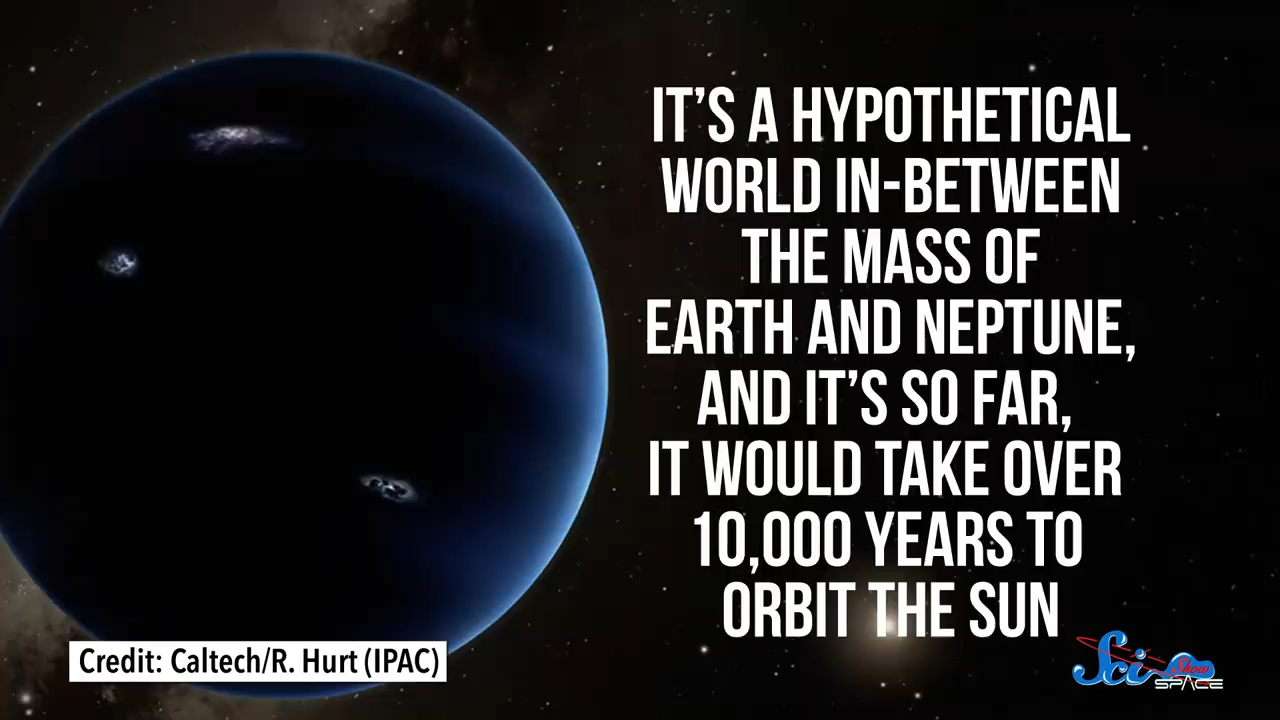 IT'S A HYPOTHETICAL
WORLD IN-BETWEEN
THE MASS OF
EARTH AND NEPTUNE,
AND IT'S SO FAR,
IT WOULD TAKE OVER
10,000 YEARS TO
ORBIT THE SUN
Credit: Caltech/R. Hurt (IPAC)
Sci Show
SPACE